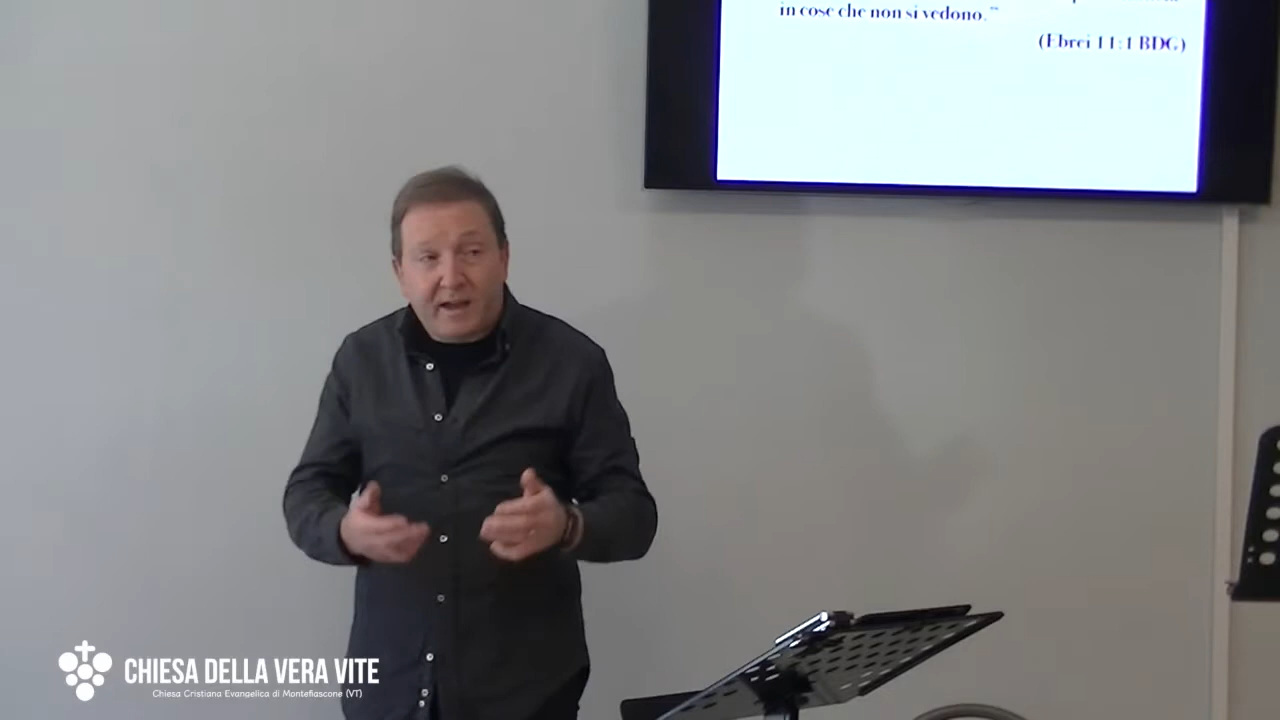 in cose che non si vedono."
(Ebrei 11:1 BDG)
CHIESA DELLA VERA VITE
Chiesa Cristiana Evangelica di Montefiascone (VT)